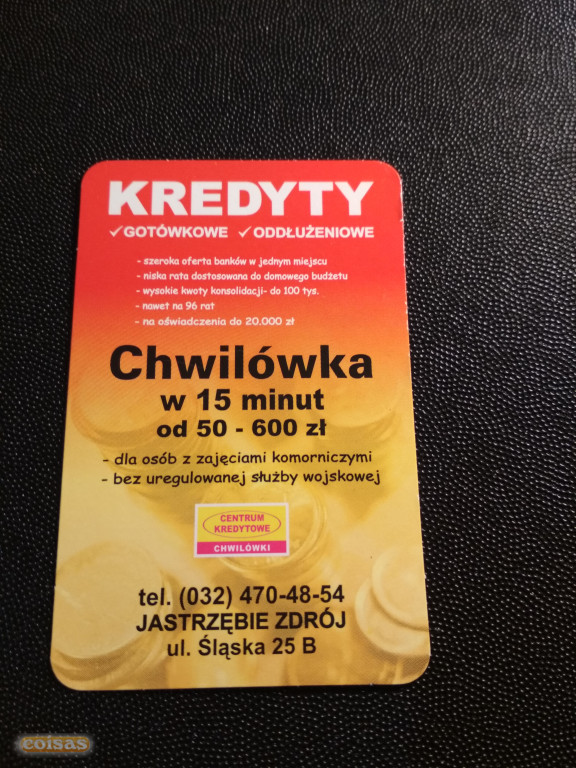 KREDYTY
✓GOTÓWKOWE ✓ODDŁUŻENIOWE
- szeroka oferta banków w jednym miejscu
- niska rata dostosowana do domowego budżetu
- wysokie kwoty konsolidacji- do 100 tys.
- nawet na 96 rat
- na oświadczenia do 20.000 zł
Chwilówka
w 15 minut
od 50 - 600 zł
- dla osób z zajęciami komorniczymi
- bez uregulowanej służby wojskowej
CENTRUM
KREDYTOWE
CHWILÓWKI
tel. (032) 470-48-54
JASTRZĘBIE ZDRÓJ
ul. Śląska 25 B
coisas